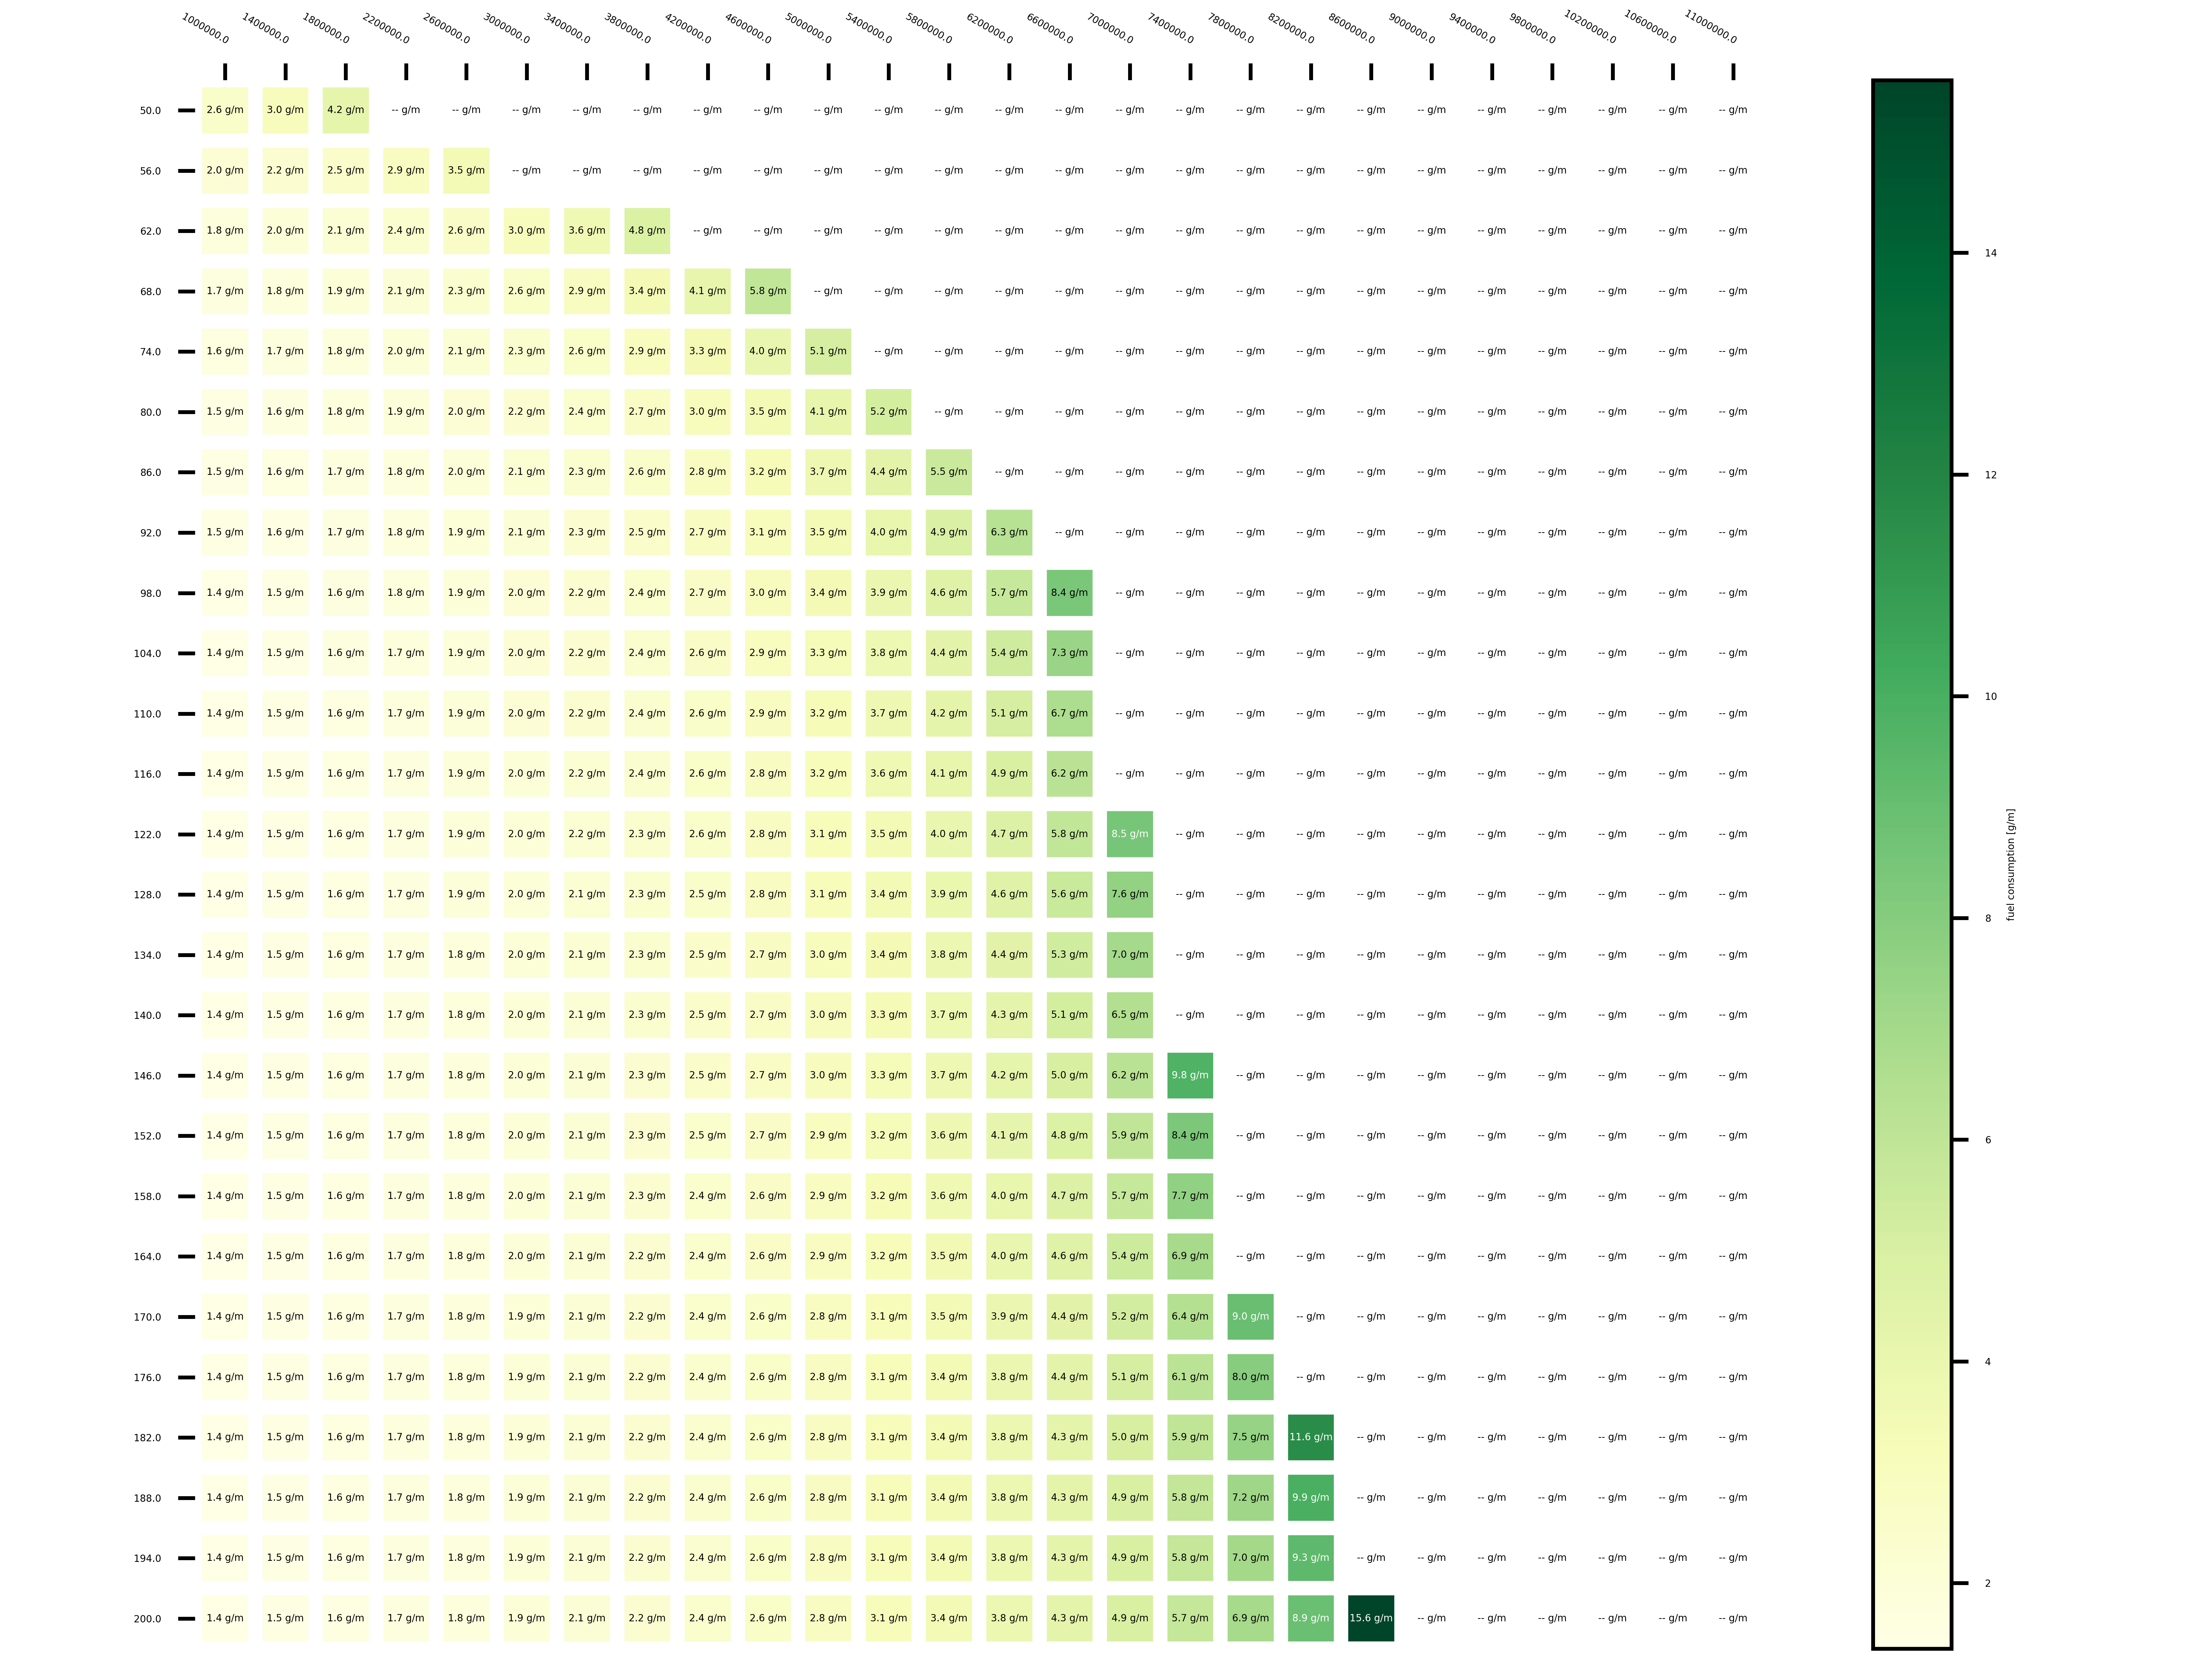 1000000.0 1400000.0 1800000.0 2200000.0 2600000.0 3000000.0 3400000.0 3800000.0 4200000.0 4600000.0 5000000.0 5400000.0 5800000.0 6200000.0 6600000.0 7000000.0 7400000.0 7800000.0 8200000.0 8600000.0 9000000.0 9400000.0 9800000.0 10200000.0 10600000.0 11000000.0
50.0 2.6 g/m 3.0 g/m 4.2 g/m -- g/m -- g/m -- g/m -- g/m -- g/m -- g/m -- g/m -- g/m -- g/m -- g/m -- g/m -- g/m -- g/m -- g/m -- g/m -- g/m -- g/m -- g/m -- g/m -- g/m -- g/m -- g/m -- g/m
56.0 2.0 g/m 2.2 g/m 2.5 g/m 2.9 g/m 3.5 g/m -- g/m -- g/m -- g/m -- g/m -- g/m -- g/m -- g/m -- g/m -- g/m -- g/m -- g/m -- g/m -- g/m -- g/m -- g/m -- g/m -- g/m -- g/m -- g/m -- g/m -- g/m
62.0 1.8 g/m 2.0 g/m 2.1 g/m 2.4 g/m 2.6 g/m 3.0 g/m 3.6 g/m 4.8 g/m -- g/m -- g/m -- g/m -- g/m -- g/m -- g/m -- g/m -- g/m -- g/m -- g/m -- g/m -- g/m -- g/m -- g/m -- g/m -- g/m -- g/m -- g/m
68.0 1.7 g/m 1.8 g/m 1.9 g/m 2.1 g/m 2.3 g/m 2.6 g/m 2.9 g/m 3.4 g/m 4.1 g/m 5.8 g/m -- g/m -- g/m -- g/m -- g/m -- g/m -- g/m -- g/m -- g/m -- g/m -- g/m -- g/m -- g/m -- g/m -- g/m -- g/m -- g/m
74.0 1.6 g/m 1.7 g/m 1.8 g/m 2.0 g/m 2.1 g/m 2.3 g/m 2.6 g/m 2.9 g/m 3.3 g/m 4.0 g/m 5.1 g/m -- g/m -- g/m -- g/m -- g/m -- g/m -- g/m -- g/m -- g/m -- g/m -- g/m -- g/m -- g/m -- g/m -- g/m -- g/m
80.0 1.5 g/m 1.6 g/m 1.8 g/m 1.9 g/m 2.0 g/m 2.2 g/m 2.4 g/m 2.7 g/m 3.0 g/m 3.5 g/m 4.1 g/m 5.2 g/m -- g/m -- g/m -- g/m -- g/m -- g/m -- g/m -- g/m -- g/m -- g/m -- g/m -- g/m -- g/m -- g/m -- g/m
86.0 1.5 g/m 1.6 g/m 1.7 g/m 1.8 g/m 2.0 g/m 2.1 g/m 2.3 g/m 2.6 g/m 2.8 g/m 3.2 g/m 3.7 g/m 4.4 g/m 5.5 g/m -- g/m -- g/m -- g/m -- g/m -- g/m -- g/m -- g/m -- g/m -- g/m -- g/m -- g/m -- g/m -- g/m
92.0 1.5 g/m 1.6 g/m 1.7 g/m 1.8 g/m 1.9 g/m 2.1 g/m 2.3 g/m 2.5 g/m 2.7 g/m 3.1 g/m 3.5 g/m 4.0 g/m 4.9 g/m 6.3 g/m -- g/m -- g/m -- g/m -- g/m -- g/m -- g/m -- g/m -- g/m -- g/m -- g/m -- g/m -- g/m
98.0 1.4 g/m 1.5 g/m 1.6 g/m 1.8 g/m 1.9 g/m 2.0 g/m 2.2 g/m 2.4 g/m 2.7 g/m 3.0 g/m 3.4 g/m 3.9 g/m 4.6 g/m 5.7 g/m 8.4 g/m -- g/m -- g/m -- g/m -- g/m -- g/m -- g/m -- g/m -- g/m -- g/m -- g/m -- g/m
104.0 1.4 g/m 1.5 g/m 1.6 g/m 1.7 g/m 1.9 g/m 2.0 g/m 2.2 g/m 2.4 g/m 2.6 g/m 2.9 g/m 3.3 g/m 3.8 g/m 4.4 g/m 5.4 g/m 7.3 g/m -- g/m -- g/m -- g/m -- g/m -- g/m -- g/m -- g/m -- g/m -- g/m -- g/m -- g/m
110.0 1.4 g/m 1.5 g/m 1.6 g/m 1.7 g/m 1.9 g/m 2.0 g/m 2.2 g/m 2.4 g/m 2.6 g/m 2.9 g/m 3.2 g/m 3.7 g/m 4.2 g/m 5.1 g/m 6.7 g/m -- g/m -- g/m -- g/m -- g/m -- g/m -- g/m -- g/m -- g/m -- g/m -- g/m -- g/m
116.0 1.4 g/m 1.5 g/m 1.6 g/m 1.7 g/m 1.9 g/m 2.0 g/m 2.2 g/m 2.4 g/m 2.6 g/m 2.8 g/m 3.2 g/m 3.6 g/m 4.1 g/m 4.9 g/m 6.2 g/m -- g/m -- g/m -- g/m -- g/m -- g/m -- g/m -- g/m -- g/m -- g/m -- g/m -- g/m
122.0 1.4 g/m 1.5 g/m 1.6 g/m 1.7 g/m 1.9 g/m 2.0 g/m 2.2 g/m 2.3 g/m 2.6 g/m 2.8 g/m 3.1 g/m 3.5 g/m 4.0 g/m 4.7 g/m 5.8 g/m 8.5 g/m -- g/m -- g/m -- g/m -- g/m -- g/m -- g/m -- g/m -- g/m -- g/m -- g/m
128.0 1.4 g/m 1.5 g/m 1.6 g/m 1.7 g/m 1.9 g/m 2.0 g/m 2.1 g/m 2.3 g/m 2.5 g/m 2.8 g/m 3.1 g/m 3.4 g/m 3.9 g/m 4.6 g/m 5.6 g/m 7.6 g/m -- g/m -- g/m -- g/m -- g/m -- g/m -- g/m -- g/m -- g/m -- g/m -- g/m
134.0 1.4 g/m 1.5 g/m 1.6 g/m 1.7 g/m 1.8 g/m 2.0 g/m 2.1 g/m 2.3 g/m 2.5 g/m 2.7 g/m 3.0 g/m 3.4 g/m 3.8 g/m 4.4 g/m 5.3 g/m 7.0 g/m -- g/m -- g/m -- g/m -- g/m -- g/m -- g/m -- g/m -- g/m -- g/m -- g/m
140.0 1.4 g/m 1.5 g/m 1.6 g/m 1.7 g/m 1.8 g/m 2.0 g/m 2.1 g/m 2.3 g/m 2.5 g/m 2.7 g/m 3.0 g/m 3.3 g/m 3.7 g/m 4.3 g/m 5.1 g/m 6.5 g/m -- g/m -- g/m -- g/m -- g/m -- g/m -- g/m -- g/m -- g/m -- g/m -- g/m
146.0 1.4 g/m 1.5 g/m 1.6 g/m 1.7 g/m 1.8 g/m 2.0 g/m 2.1 g/m 2.3 g/m 2.5 g/m 2.7 g/m 3.0 g/m 3.3 g/m 3.7 g/m 4.2 g/m 5.0 g/m 6.2 g/m 9.8 g/m -- g/m -- g/m -- g/m -- g/m -- g/m -- g/m -- g/m -- g/m -- g/m
152.0 1.4 g/m 1.5 g/m 1.6 g/m 1.7 g/m 1.8 g/m 2.0 g/m 2.1 g/m 2.3 g/m 2.5 g/m 2.7 g/m 2.9 g/m 3.2 g/m 3.6 g/m 4.1 g/m 4.8 g/m 5.9 g/m 8.4 g/m -- g/m -- g/m -- g/m -- g/m -- g/m -- g/m -- g/m -- g/m -- g/m
158.0 1.4 g/m 1.5 g/m 1.6 g/m 1.7 g/m 1.8 g/m 2.0 g/m 2.1 g/m 2.3 g/m 2.4 g/m 2.6 g/m 2.9 g/m 3.2 g/m 3.6 g/m 4.0 g/m 4.7 g/m 5.7 g/m 7.7 g/m -- g/m -- g/m -- g/m -- g/m -- g/m -- g/m -- g/m -- g/m -- g/m
164.0 1.4 g/m 1.5 g/m 1.6 g/m 1.7 g/m 1.8 g/m 2.0 g/m 2.1 g/m 2.2 g/m 2.4 g/m 2.6 g/m 2.9 g/m 3.2 g/m 3.5 g/m 4.0 g/m 4.6 g/m 5.4 g/m 6.9 g/m -- g/m -- g/m -- g/m -- g/m -- g/m -- g/m -- g/m -- g/m -- g/m
170.0 1.4 g/m 1.5 g/m 1.6 g/m 1.7 g/m 1.8 g/m 1.9 g/m 2.1 g/m 2.2 g/m 2.4 g/m 2.6 g/m 2.8 g/m 3.1 g/m 3.5 g/m 3.9 g/m 4.4 g/m 5.2 g/m 6.4 g/m 9.0 g/m -- g/m -- g/m -- g/m -- g/m -- g/m -- g/m -- g/m -- g/m
176.0 1.4 g/m 1.5 g/m 1.6 g/m 1.7 g/m 1.8 g/m 1.9 g/m 2.1 g/m 2.2 g/m 2.4 g/m 2.6 g/m 2.8 g/m 3.1 g/m 3.4 g/m 3.8 g/m 4.4 g/m 5.1 g/m 6.1 g/m 8.0 g/m -- g/m -- g/m -- g/m -- g/m -- g/m -- g/m -- g/m -- g/m
182.0 1.4 g/m 1.5 g/m 1.6 g/m 1.7 g/m 1.8 g/m 1.9 g/m 2.1 g/m 2.2 g/m 2.4 g/m 2.6 g/m 2.8 g/m 3.1 g/m 3.4 g/m 3.8 g/m 4.3 g/m 5.0 g/m 5.9 g/m 7.5 g/m 11.6 g/m -- g/m -- g/m -- g/m -- g/m -- g/m -- g/m -- g/m
188.0 1.4 g/m 1.5 g/m 1.6 g/m 1.7 g/m 1.8 g/m 1.9 g/m 2.1 g/m 2.2 g/m 2.4 g/m 2.6 g/m 2.8 g/m 3.1 g/m 3.4 g/m 3.8 g/m 4.3 g/m 4.9 g/m 5.8 g/m 7.2 g/m 9.9 g/m -- g/m -- g/m -- g/m -- g/m -- g/m -- g/m -- g/m
194.0 1.4 g/m 1.5 g/m 1.6 g/m 1.7 g/m 1.8 g/m 1.9 g/m 2.1 g/m 2.2 g/m 2.4 g/m 2.6 g/m 2.8 g/m 3.1 g/m 3.4 g/m 3.8 g/m 4.3 g/m 4.9 g/m 5.8 g/m 7.0 g/m 9.3 g/m -- g/m -- g/m -- g/m -- g/m -- g/m -- g/m -- g/m
200.0 1.4 g/m 1.5 g/m 1.6 g/m 1.7 g/m 1.8 g/m 1.9 g/m 2.1 g/m 2.2 g/m 2.4 g/m 2.6 g/m 2.8 g/m 3.1 g/m 3.4 g/m 3.8 g/m 4.3 g/m 4.9 g/m 5.7 g/m 6.9 g/m 8.9 g/m 15.6 g/m -- g/m -- g/m -- g/m -- g/m -- g/m -- g/m
14
12
10
8
6
4
2
fuel consumption [g/m]